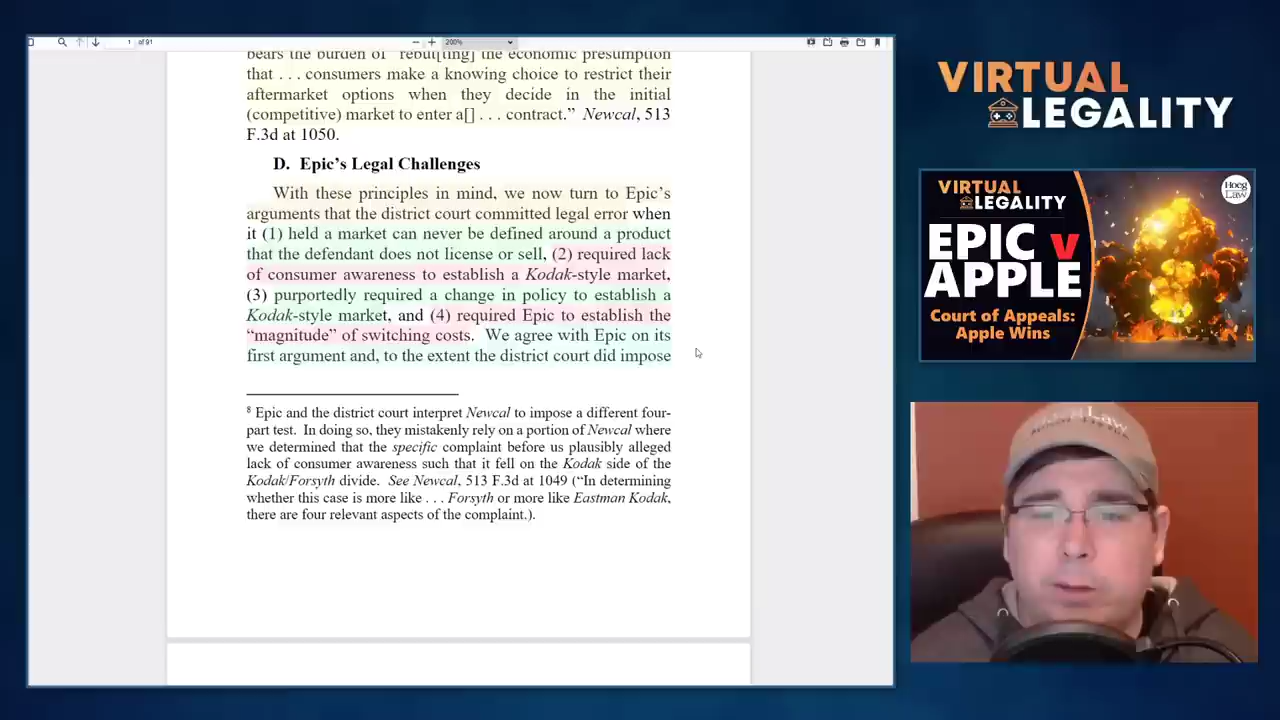 1 of 91
200%
bears the burden of “rebut[ting] the economic presumption
that . . . consumers make a knowing choice to restrict their
aftermarket options when they decide in the initial
(competitive) market to enter a[] . . . contract.” Newcal, 513
F.3d at 1050.
D. Epic’s Legal Challenges
With these principles in mind, we now turn to Epic’s
arguments that the district court committed legal error when
it (1) held a market can never be defined around a product
that the defendant does not license or sell, (2) required lack
of consumer awareness to establish a Kodak-style market,
(3) purportedly required a change in policy to establish a
Kodak-style market, and (4) required Epic to establish the
“magnitude” of switching costs. We agree with Epic on its
first argument and, to the extent the district court did impose
8 Epic and the district court interpret Newcal to impose a different four-
part test. In doing so, they mistakenly rely on a portion of Newcal where
we determined that the specific complaint before us plausibly alleged
lack of consumer awareness such that it fell on the Kodak side of the
Kodak/Forsyth divide. See Newcal, 513 F.3d at 1049 (“In determining
whether this case is more like . . . Forsyth or more like Eastman Kodak,
there are four relevant aspects of the complaint.).
VIRTUAL
LEGALITY
VIRTUAL
LEGALITY
Hoeg
Law
EPIC v
APPLE
Court of Appeals:
Apple Wins